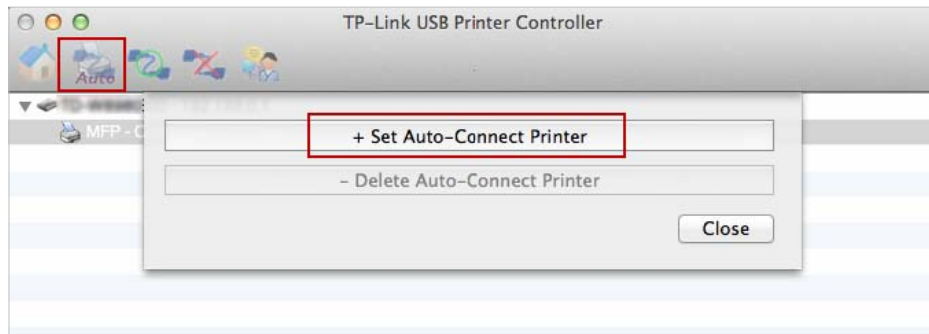 TP-Link USB Printer Controller
Auto
MFP - C
+ Set Auto-Connect Printer
- Delete Auto-Connect Printer
Close